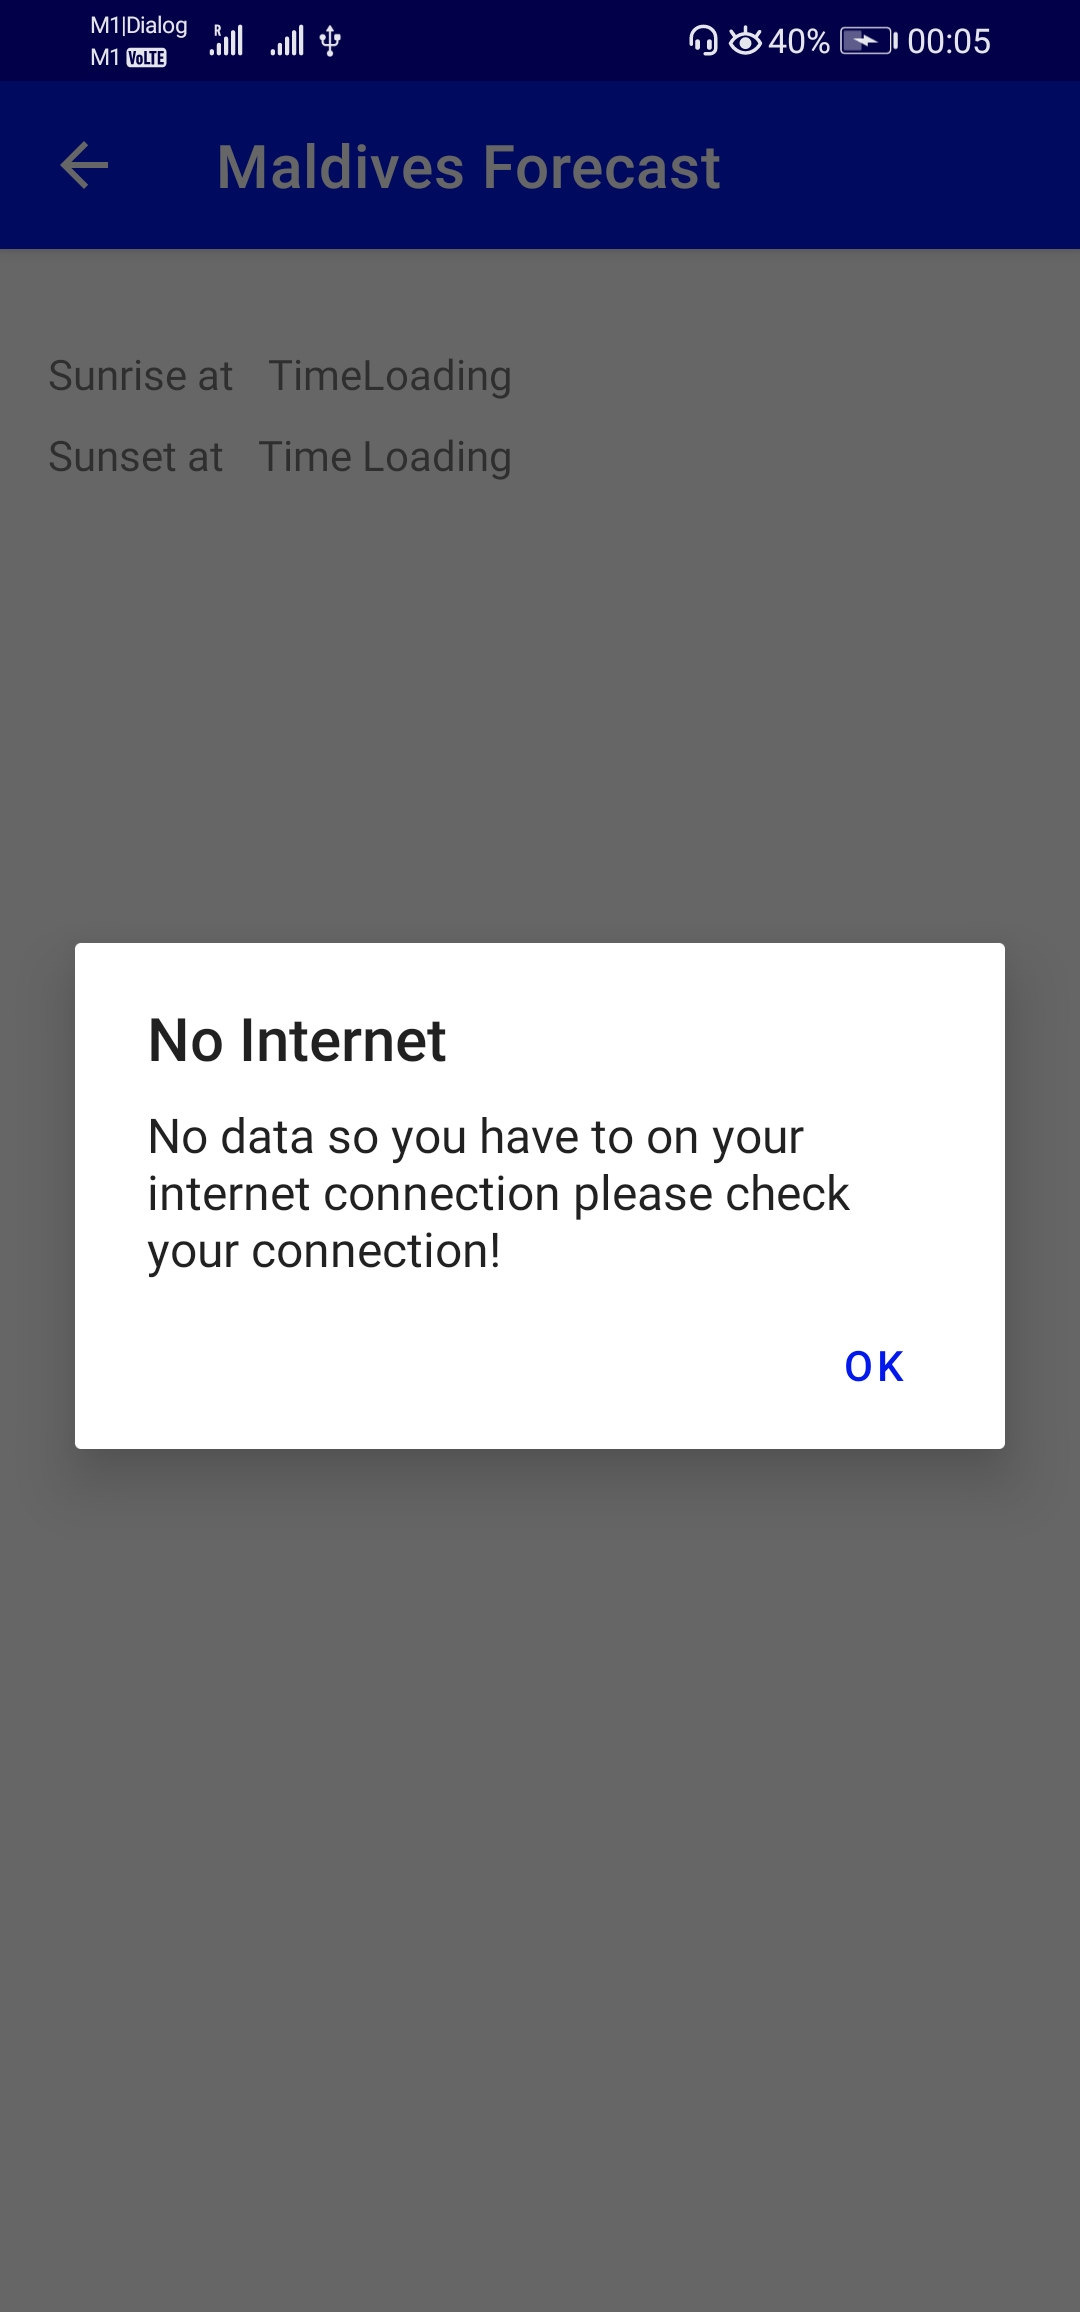 M1|Dialog
M1 VoLTE
R
40% 00:05
Maldives Forecast
Sunrise at TimeLoading
Sunset at Time Loading
No Internet
No data so you have to on your
internet connection please check
your connection!
OK